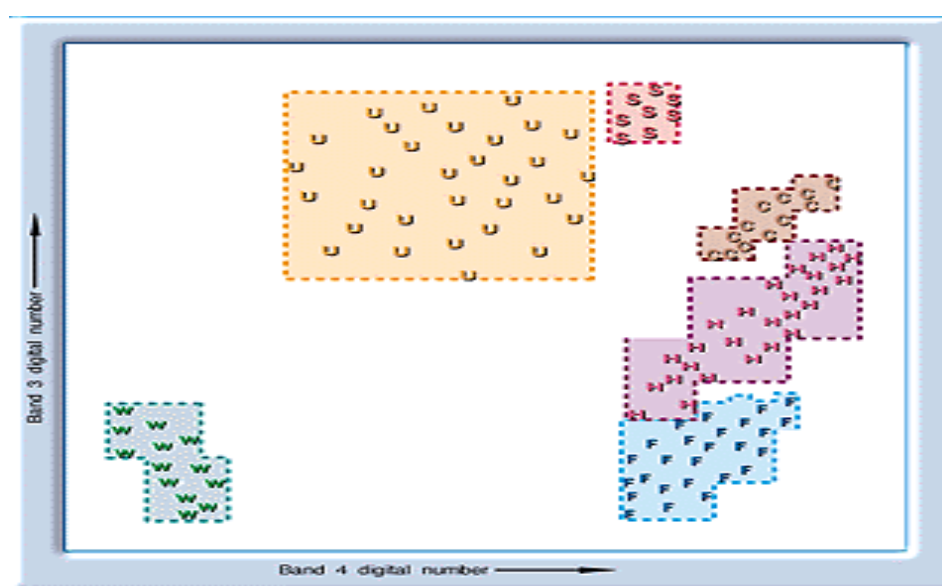 U U U U U U U U U U U U U U U U U U U U U U U U U U U U U U U
S S S S S S S S
C C C C C C C C C C C C
H H H H H H H H H H H H H H H H H H H H H H H H H H H H
W W W W W W W W W W W W W
F F F F F F F F F F F F F F F F F F F F F F F F F F
Band 3 digital number
Band 4 digital number